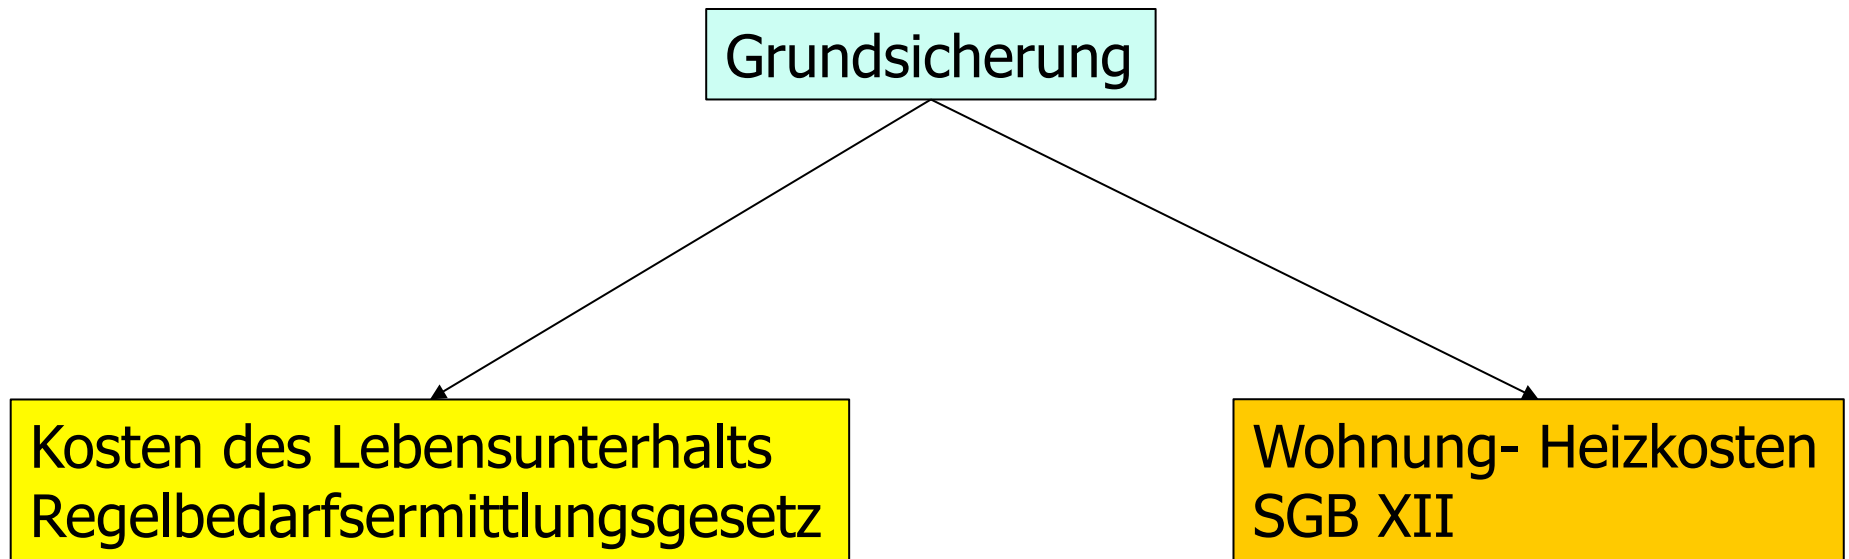 Grundsicherung
Kosten des Lebensunterhalts
Regelbedarfsermittlungsgesetz
Wohnung- Heizkosten
SGB XII